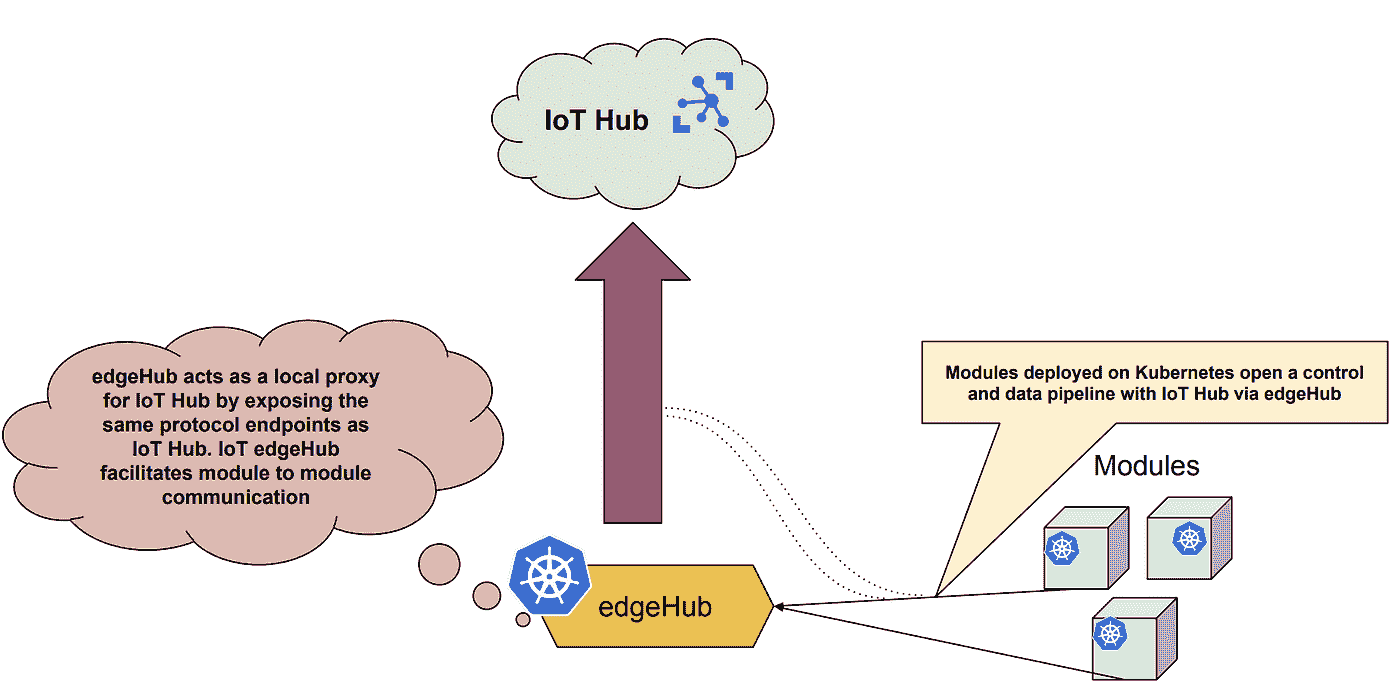 IoT Hub
edgeHub acts as a local proxy
for IoT Hub by exposing the
same protocol endpoints as
IoT Hub. IoT edgeHub
facilitates module to module
communication
Modules deployed on Kubernetes open a control
and data pipeline with IoT Hub via edgeHub
Modules
edgeHub